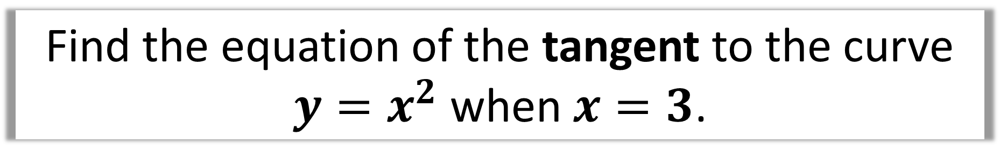 Find the equation of the tangent to the curve
y = x² when x = 3.